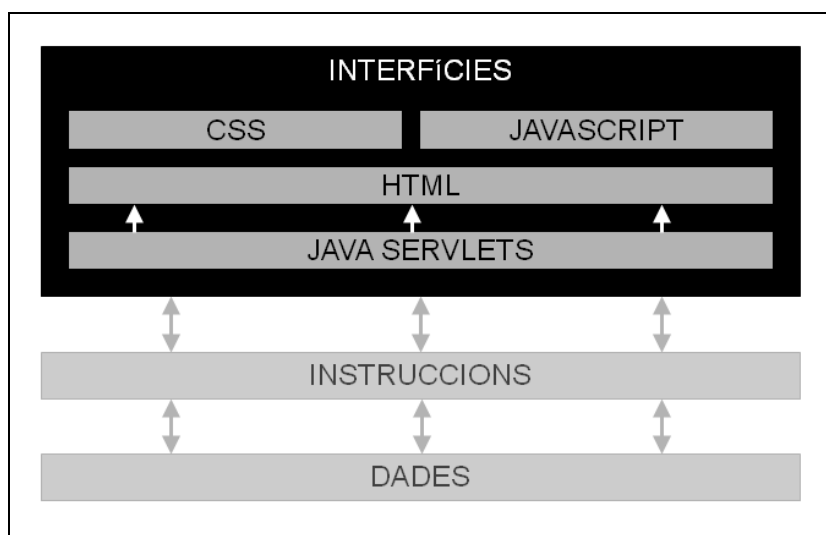 INTERFíCIES
CSS JAVASCRIPT
HTML
JAVA SERVLETS
INSTRUCCIONS
DADES